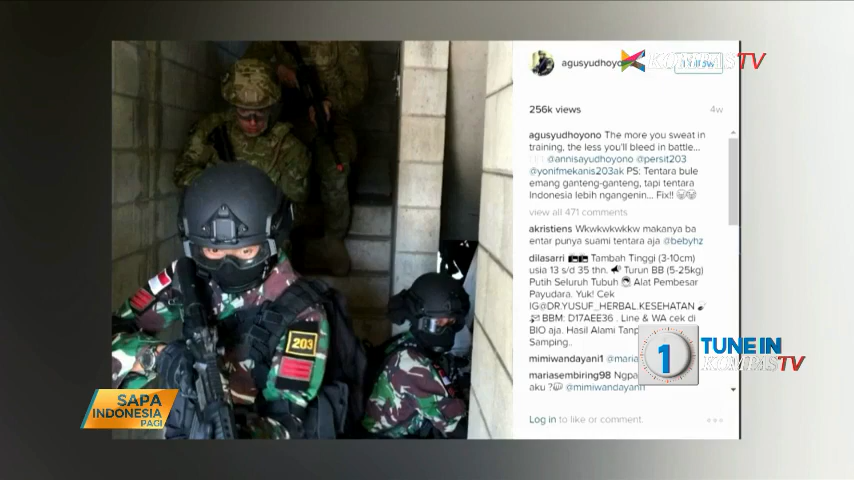 agusyudhoyono
Follow
KOMPASTV
256k views
4w
agusyudhoyono The more you sweat in
training, the less you'll bleed in battle...
@annisayudhoyono @persit203
@yonifmekanis203ak PS: Tentara bule
emang ganteng-ganteng, tapi tentara
Indonesia lebih ngangenin... Fix!!
view all 471 comments
akristiens Wkwkwkwkkw makanya ba
entar punya suami tentara aja @bebyhz
dilasarri Tambah Tinggi (3-10cm)
usia 13 s/d 35 thn. Turun BB (5-25kg)
Putih Seluruh Tubuh Alat Pembesar
Payudara. Yuk! Cek
IG@DR.YUSUF_HERBAL.KESEHATAN
BBM: D17AEE36 . Line & WA cek di
BIO aja. Hasil Alami Tanp
Samping..
mimiwandayani1 @maria
mariasembiring98 Ngpa
aku ? @mimiwandayani1
Log in to like or comment.
203
1
TUNE IN
KOMPASTV
SAPA
INDONESIA
PAGI